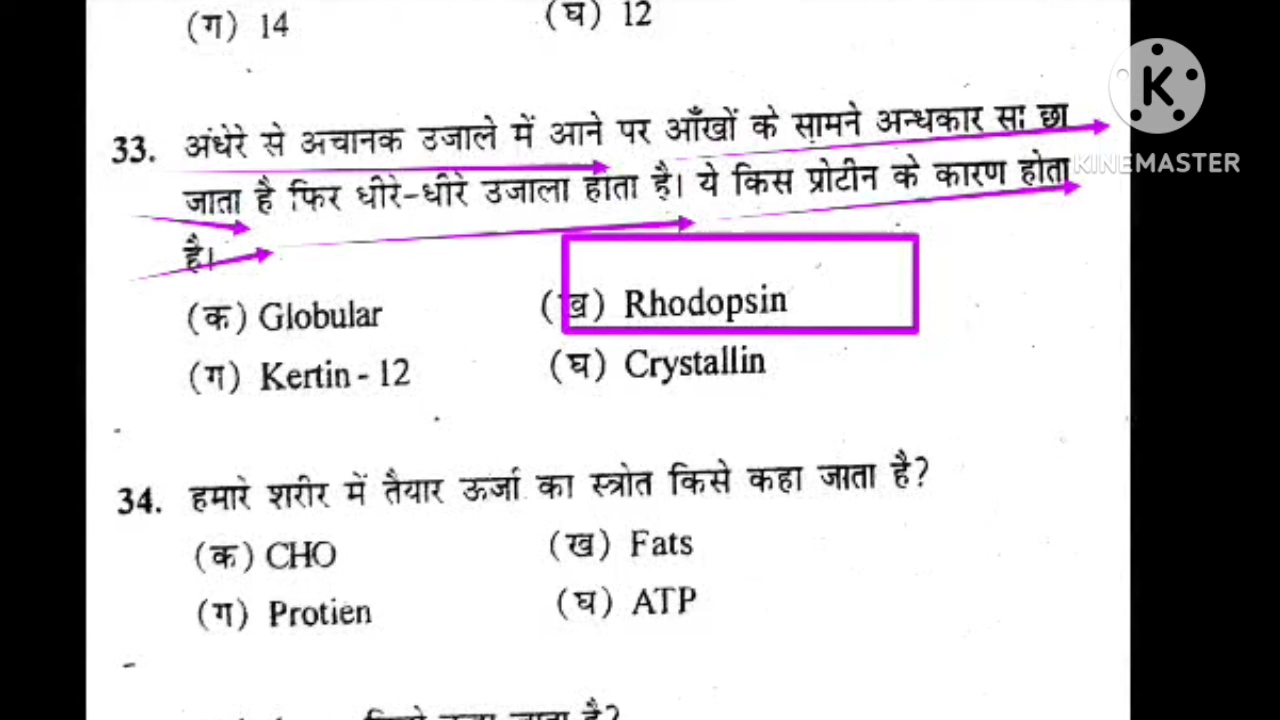 (ग) 14
(घ) 12
33. अंधेरे से अचानक उजाले में आने पर आँखों के सामने अन्धकार सा छा
जाता है फिर धीरे-धीरे उजाला होता है। ये किस प्रोटीन के कारण होता
है।
(क) Globular
(ख) Rhodopsin
(ग) Kertin - 12
(घ) Crystallin
34. हमारे शरीर में तैयार ऊर्जा का स्त्रोत किसे कहा जाता है?
(क) CHO
(ख) Fats
(ग) Protien
(घ) ATP
जाता है?
K
KINEMASTER